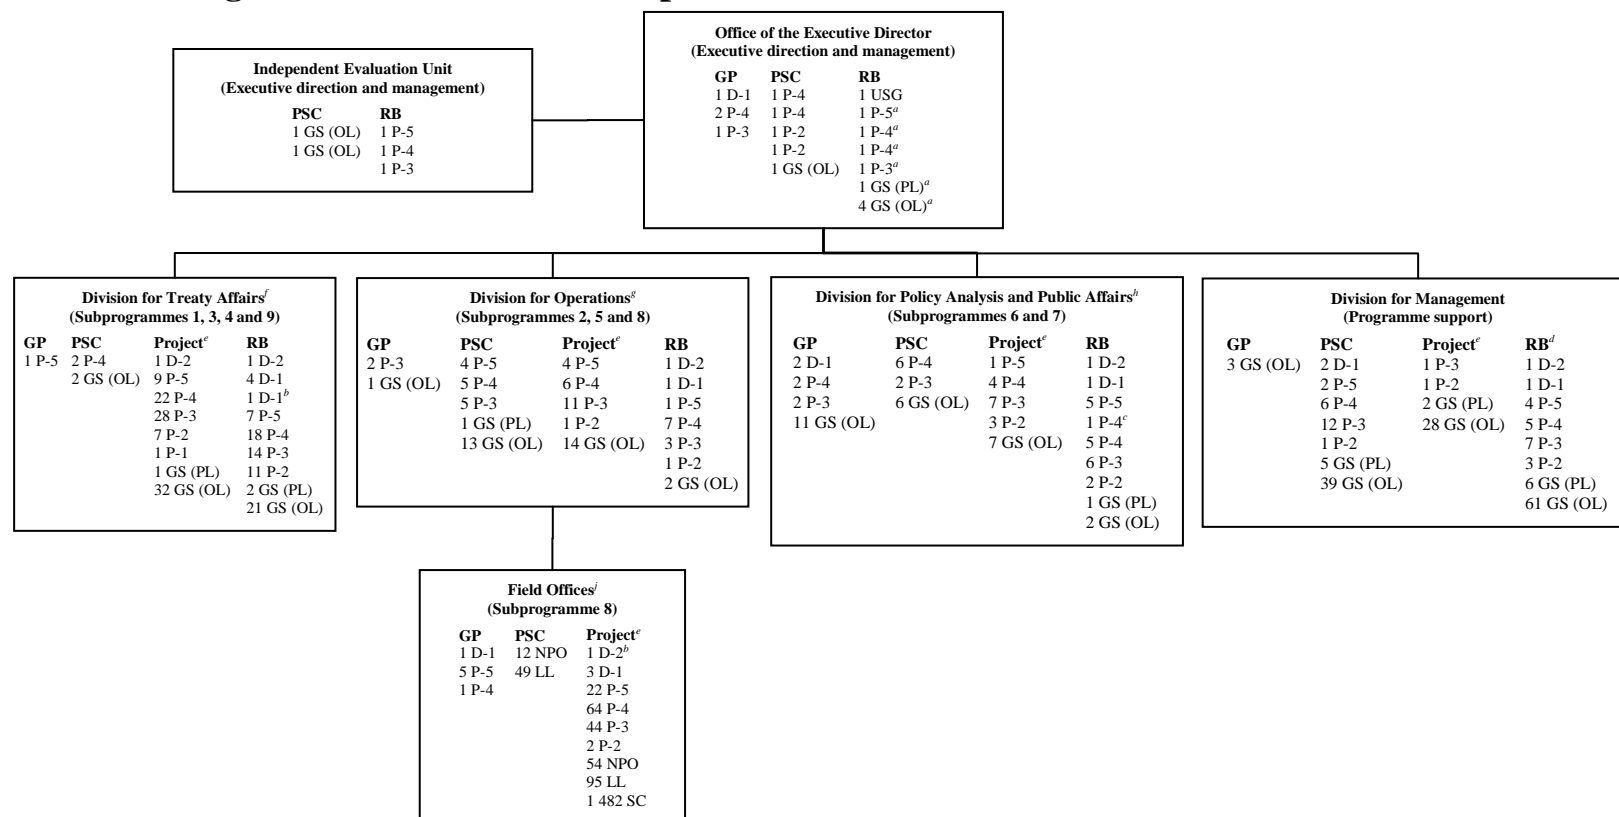 Office of the Executive Director
(Executive direction and management)
GP PSC RB
1 D-1 1 P-4 1 USG
2 P-4 1 P-4 1 P-5a
1 P-3 1 P-2 1 P-4a
1 P-2 1 P-4a
1 GS (OL) 1 P-3a
1 GS (PL)a
4 GS (OL)a
Independent Evaluation Unit
(Executive direction and management)
PSC RB
1 GS (OL) 1 P-5
1 GS (OL) 1 P-4
1 P-3
Division for Treaty Affairsf
(Subprogrammes 1, 3, 4 and 9)
GP PSC Projecte RB
1 P-5 2 P-4 1 D-2 1 D-2
2 GS (OL) 9 P-5 4 D-1
22 P-4 1 D-1b
28 P-3 7 P-5
7 P-2 18 P-4
1 P-1 14 P-3
1 GS (PL) 11 P-2
32 GS (OL) 2 GS (PL)
21 GS (OL)
Division for Operationsg
(Subprogrammes 2, 5 and 8)
GP PSC Projecte RB
2 P-3 4 P-5 4 P-5 1 D-2
1 GS (OL) 5 P-4 6 P-4 1 D-1
5 P-3 11 P-3 1 P-5
1 GS (PL) 1 P-2 7 P-4
13 GS (OL) 14 GS (OL) 3 P-3
1 P-2
2 GS (OL)
Division for Policy Analysis and Public Affairsh
(Subprogrammes 6 and 7)
GP PSC Projecte RB
2 D-1 6 P-4 1 P-5 1 D-2
2 P-4 2 P-3 4 P-4 1 D-1
2 P-3 6 GS (OL) 7 P-3 5 P-5
11 GS (OL) 3 P-2 1 P-4c
7 GS (OL) 5 P-4
6 P-3
2 P-2
1 GS (PL)
2 GS (OL)
Division for Management
(Programme support)
GP PSC Projecte RBd
3 GS (OL) 2 D-1 1 P-3 1 D-2
2 P-5 1 P-2 1 D-1
6 P-4 2 GS (PL) 4 P-5
12 P-3 28 GS (OL) 5 P-4
1 P-2 7 P-3
5 GS (PL) 3 P-2
39 GS (OL) 6 GS (PL)
61 GS (OL)
Field Officesj
(Subprogramme 8)
GP PSC Projecte
1 D-1 12 NPO 1 D-2b
5 P-5 49 LL 3 D-1
1 P-4 22 P-5
64 P-4
44 P-3
2 P-2
54 NPO
95 LL
1 482 SC